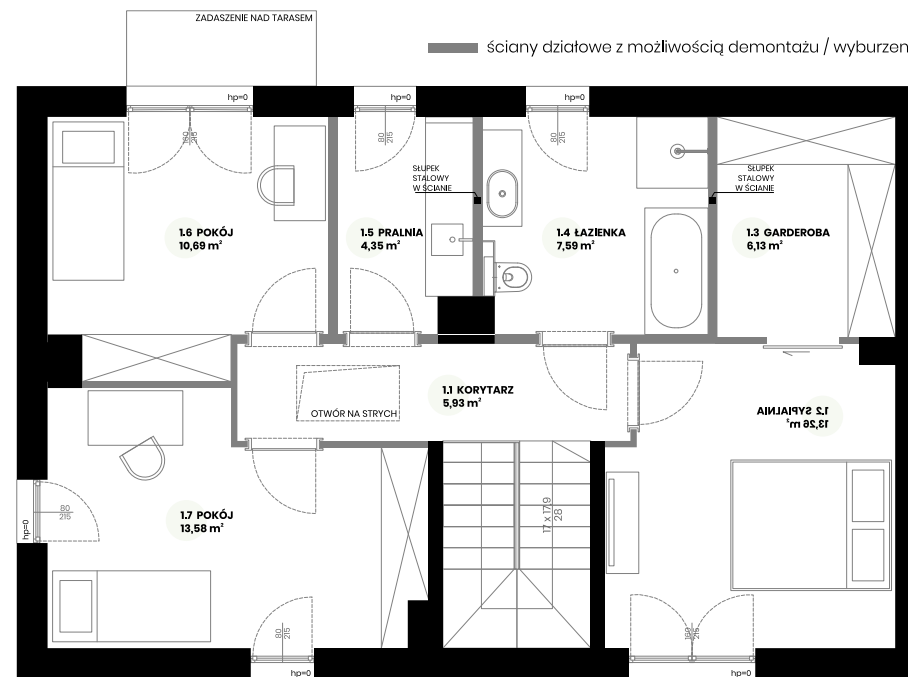 ZADASZENIE NAD TARASEM
ściany działowe z możliwością demontażu / wyburzen
hp=0
hp=0
hp=0
160
215
80
215
80
215
SŁUPEK
STALOWY
W ŚCIANIE
SŁUPEK
STALOWY
W ŚCIANIE
1.6 POKÓJ
10,69 m²
1.5 PRALNIA
4,35 m²
1.4 ŁAZIENKA
7,59 m²
1.3 GARDEROBA
6,13 m²
1.1 KORYTARZ
5,93 m²
OTWÓR NA STRYCH
1.2 SYPIALNIA
13,26 m²
1.7 POKÓJ
13,58 m²
80
215
hp=0
17 x 17,9
28
80
215
160
215
hp=0
hp=0